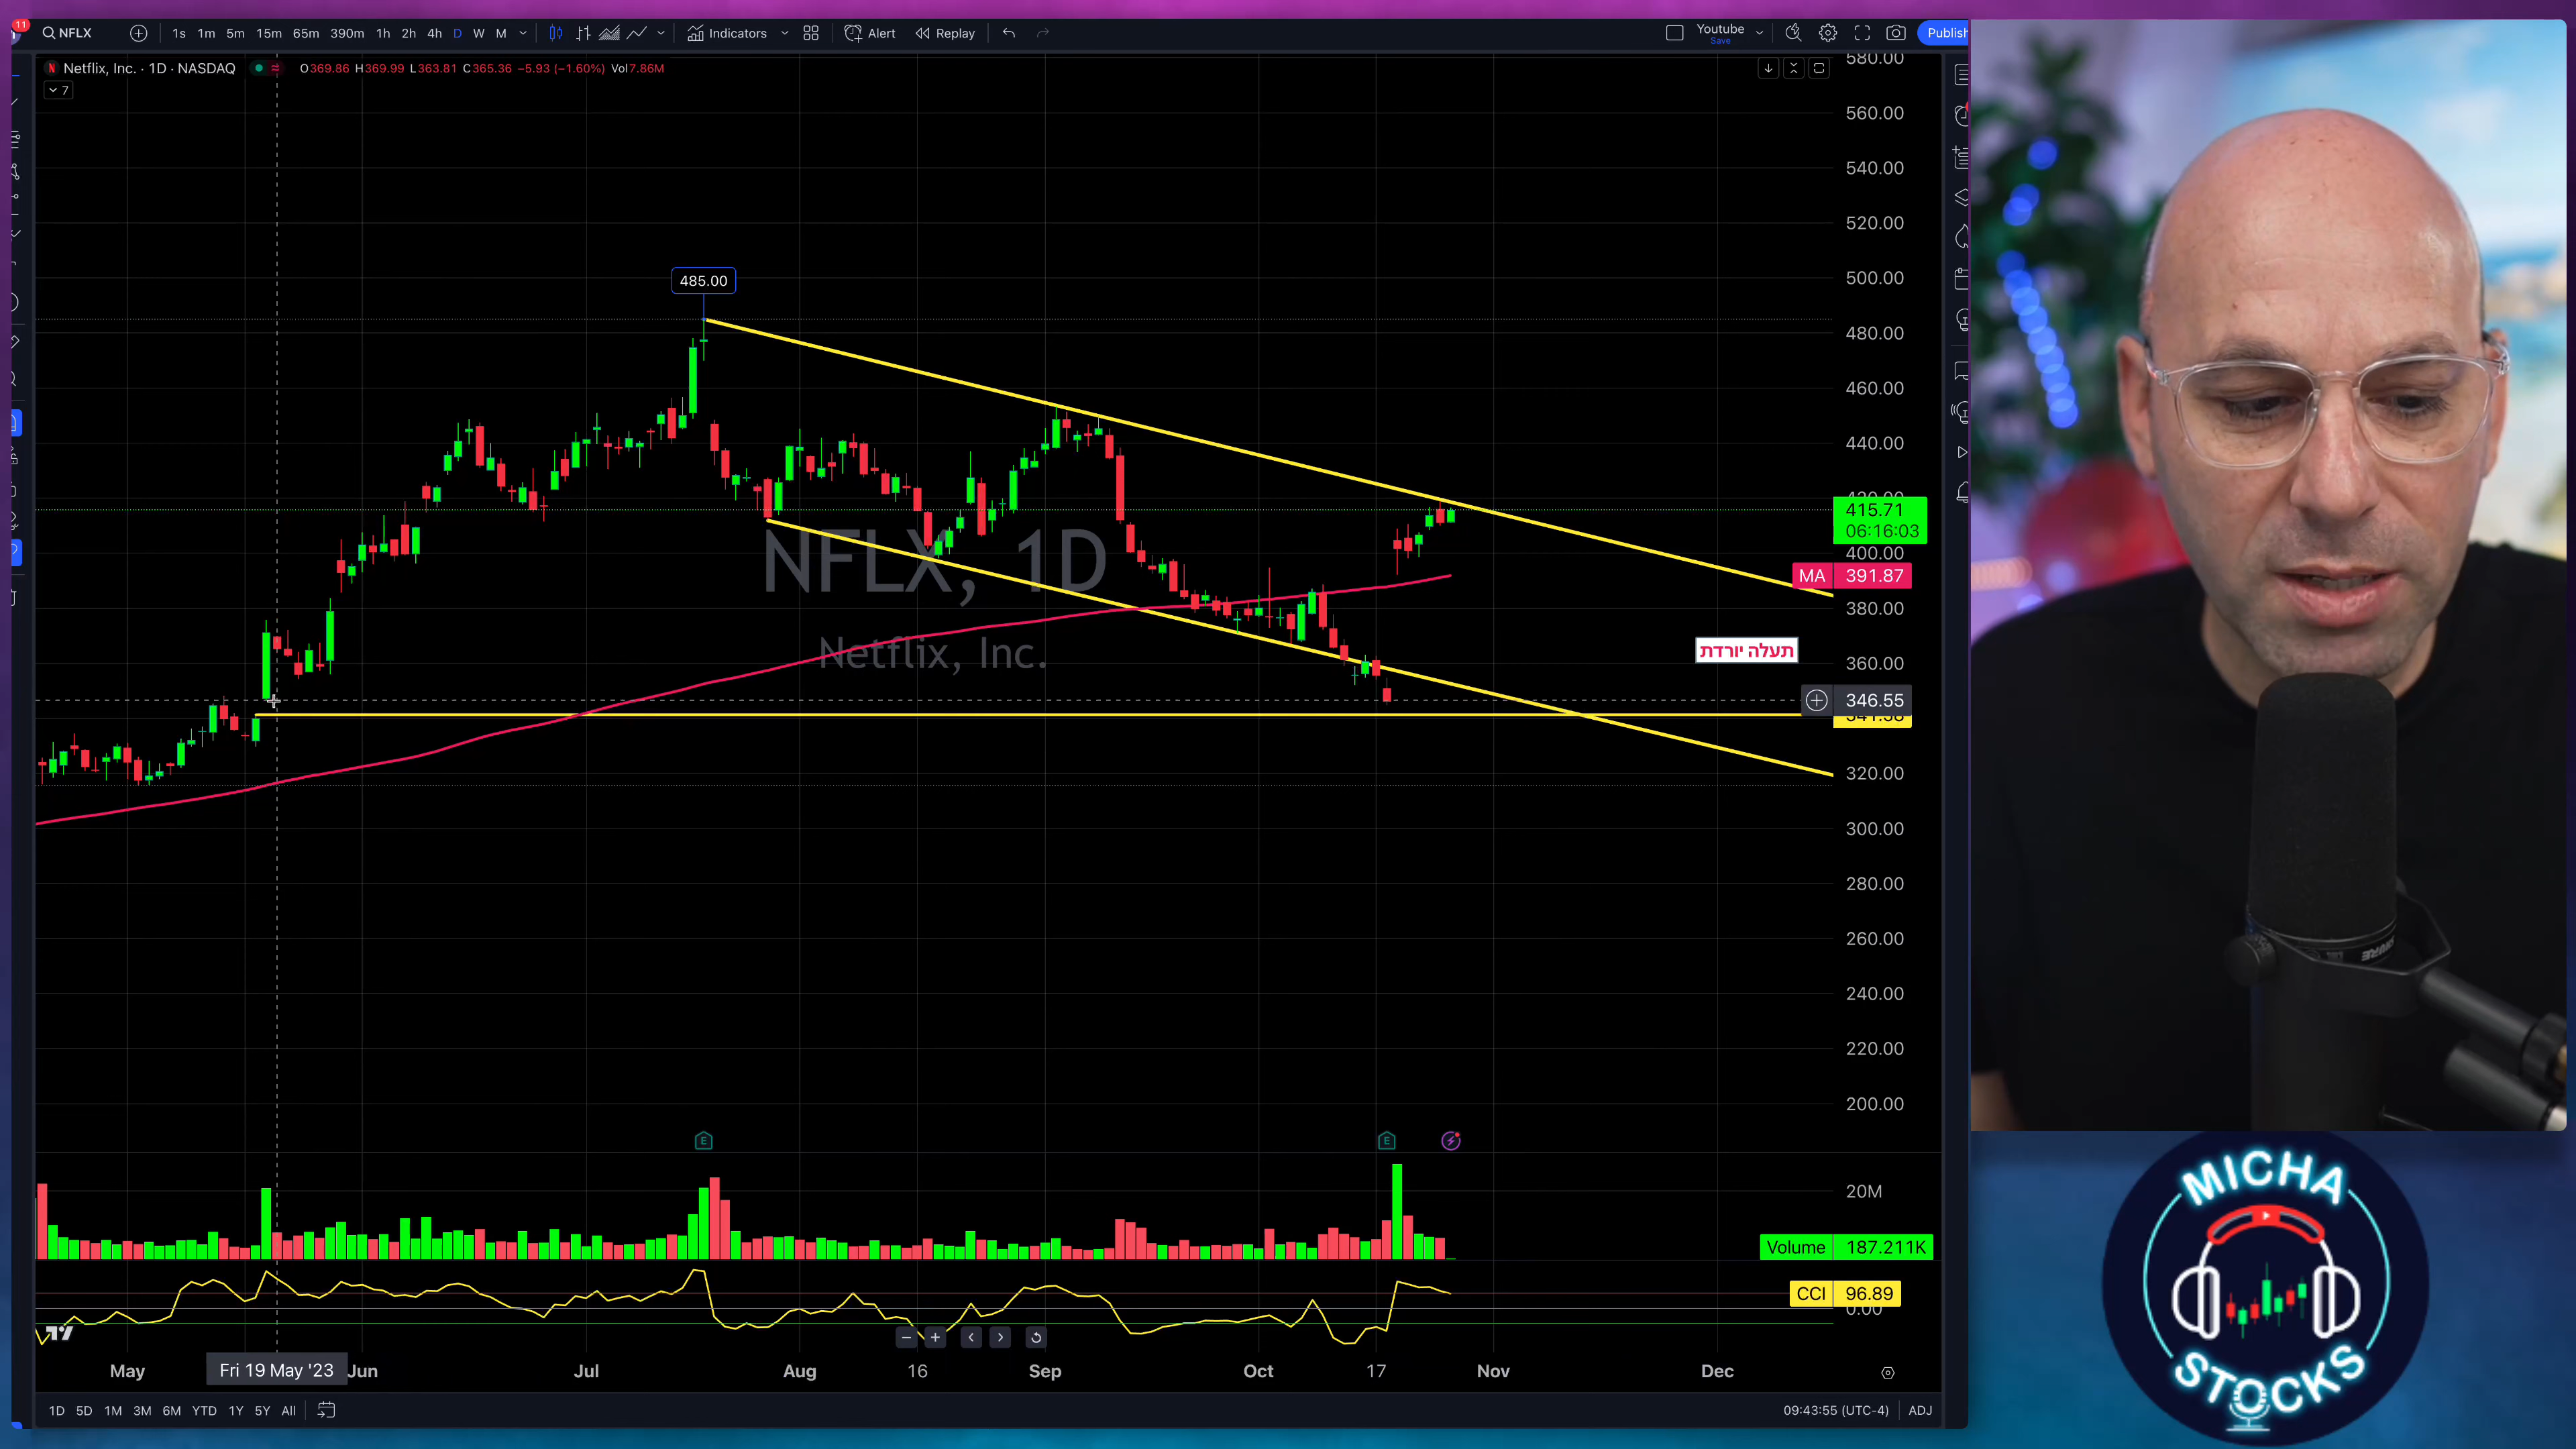 11
NFLX
1s 1m 5m 15m 65m 390m 1h 2h 4h D W M
Indicators
Alert
Replay
Youtube
Save
Publish
Netflix, Inc. · 1D · NASDAQ
O369.86 H369.99 L363.81 C365.36 −5.93 (−1.60%) Vol7.86M
7
580.00
560.00
540.00
520.00
500.00
480.00
460.00
440.00
420.00
415.71
06:16:03
400.00
MA 391.87
380.00
360.00
346.55
320.00
300.00
280.00
260.00
240.00
220.00
200.00
485.00
NFLX, 1D
Netflix, Inc.
תעלה יורדת
E
E
20M
Volume 187.211K
CCI 96.89
0.00
May
Fri 19 May '23
Jun
Jul
Aug
16
Sep
Oct
17
Nov
Dec
1D 5D 1M 3M 6M YTD 1Y 5Y All
09:43:55 (UTC-4)
ADJ
MICHA
STOCKS